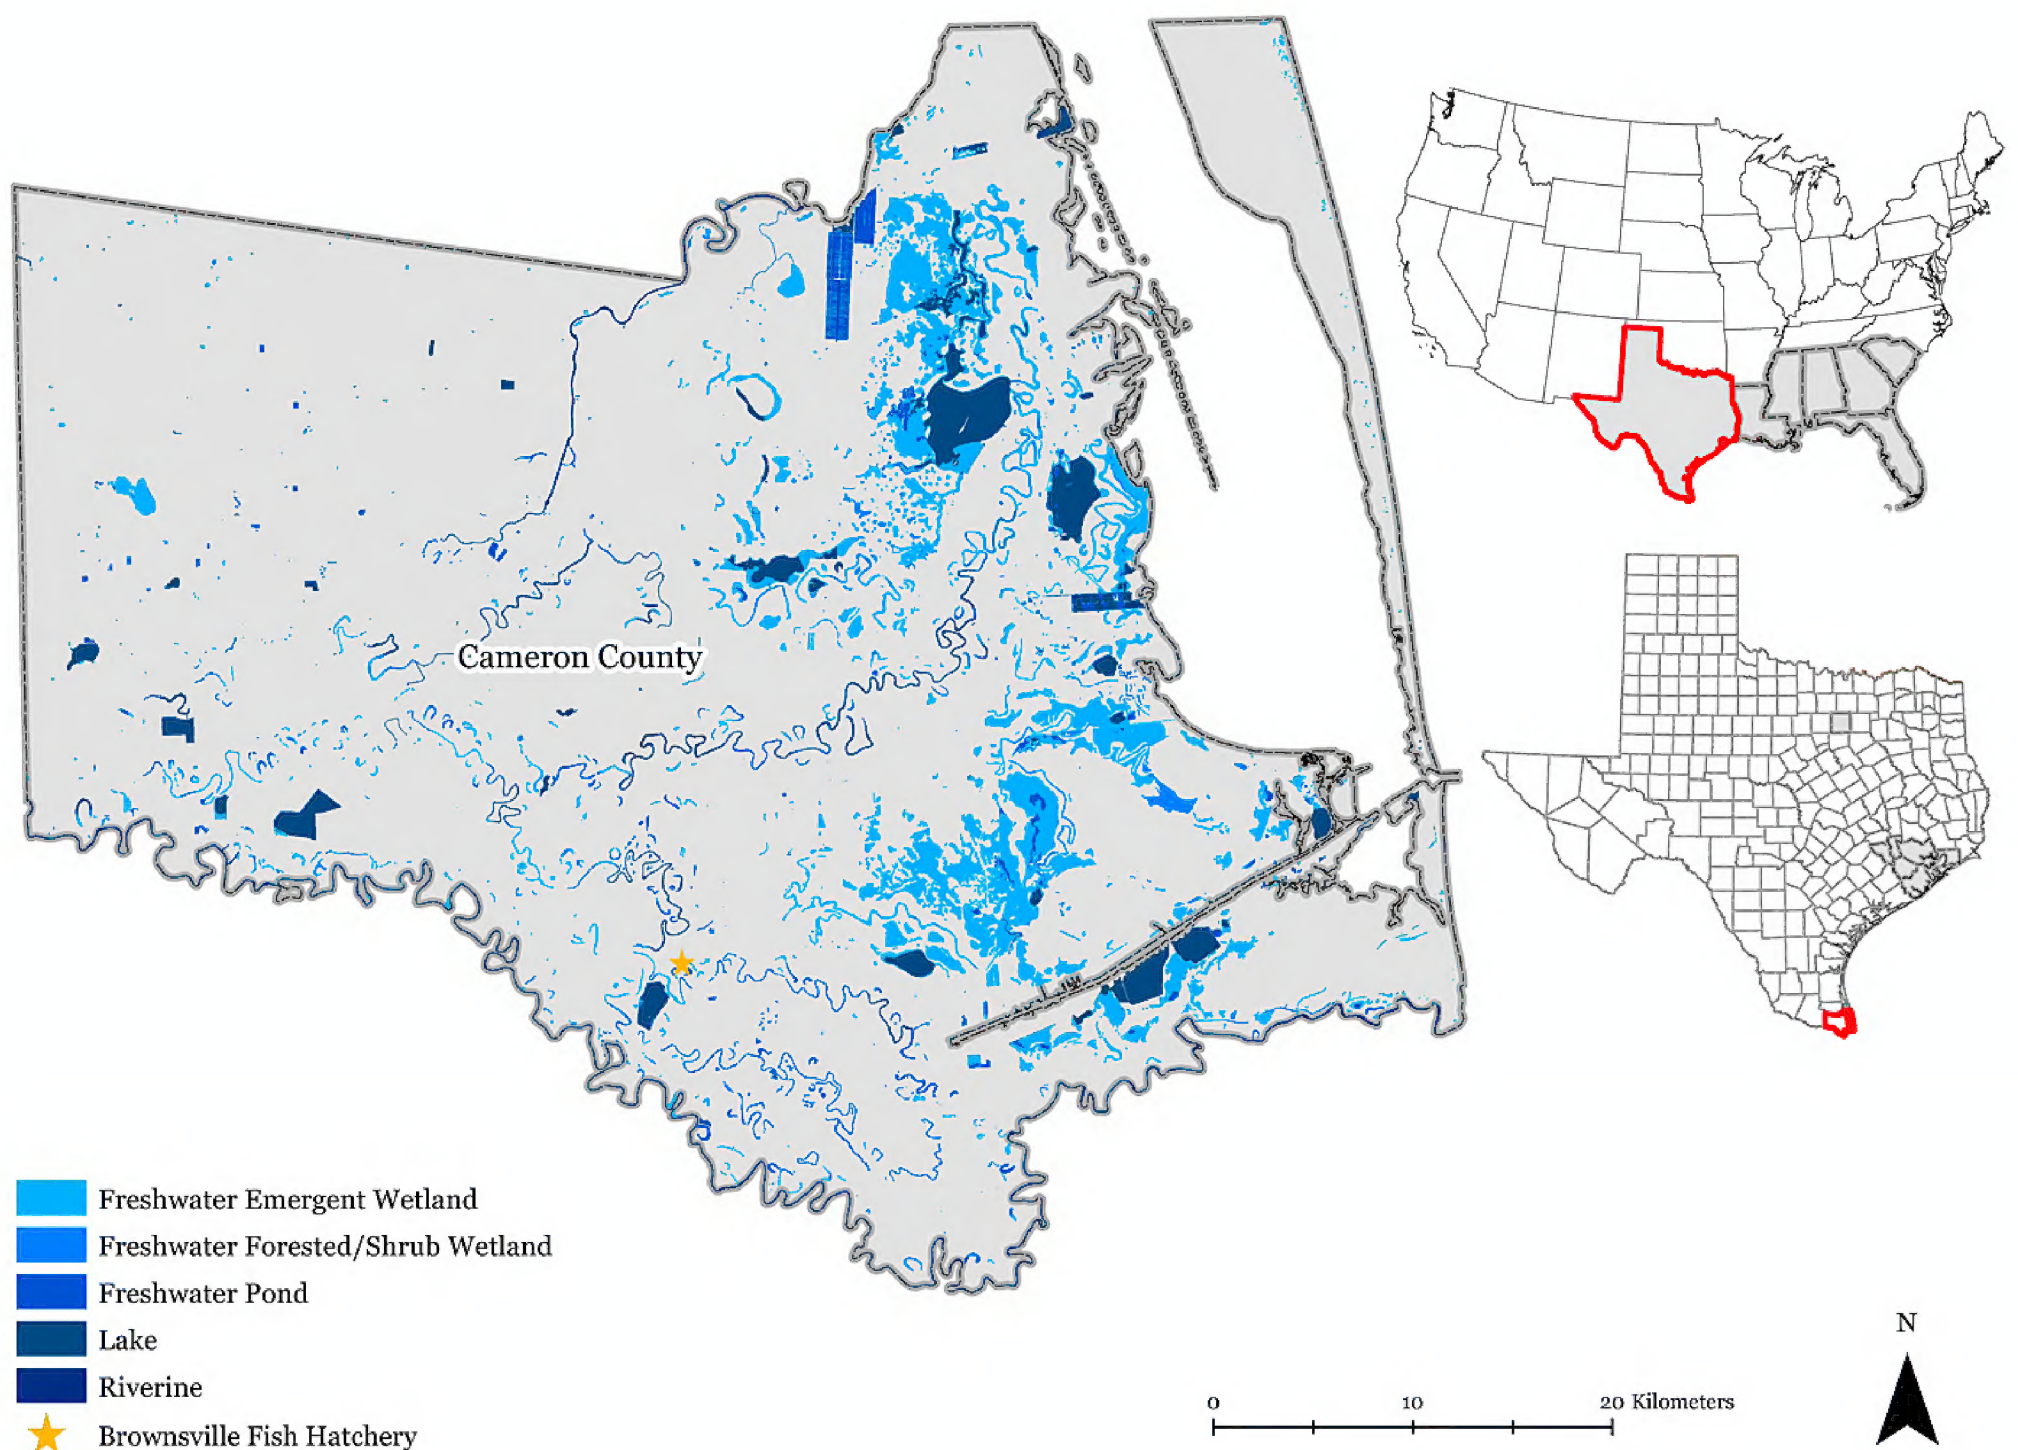 Cameron County
Freshwater Emergent Wetland
Freshwater Forested/Shrub Wetland
Freshwater Pond
Lake
Riverine
Brownsville Fish Hatchery
N
0 10 20 Kilometers